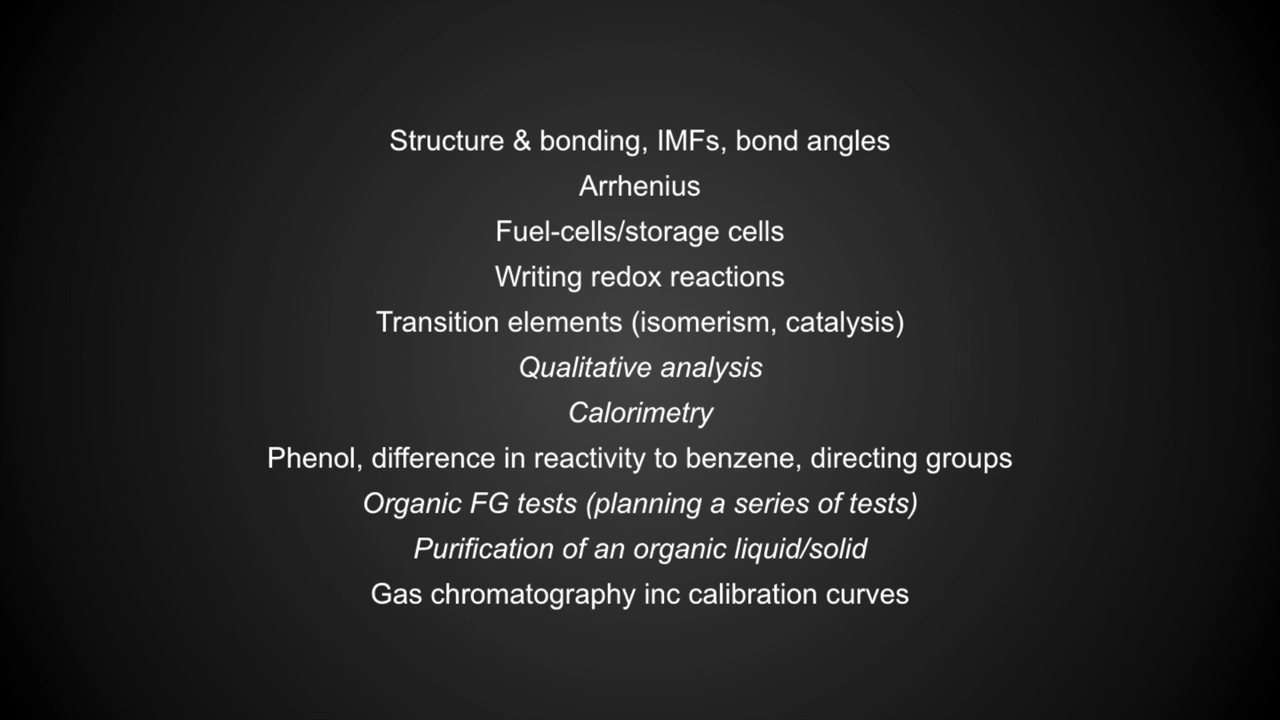 Structure & bonding, IMFs, bond angles
Arrhenius
Fuel-cells/storage cells
Writing redox reactions
Transition elements (isomerism, catalysis)
Qualitative analysis
Calorimetry
Phenol, difference in reactivity to benzene, directing groups
Organic FG tests (planning a series of tests)
Purification of an organic liquid/solid
Gas chromatography inc calibration curves